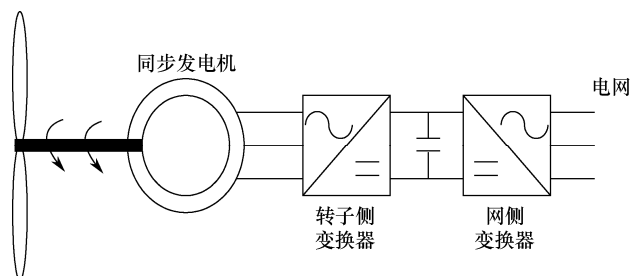 同步发电机
电网
转子侧
变换器
网侧
变换器